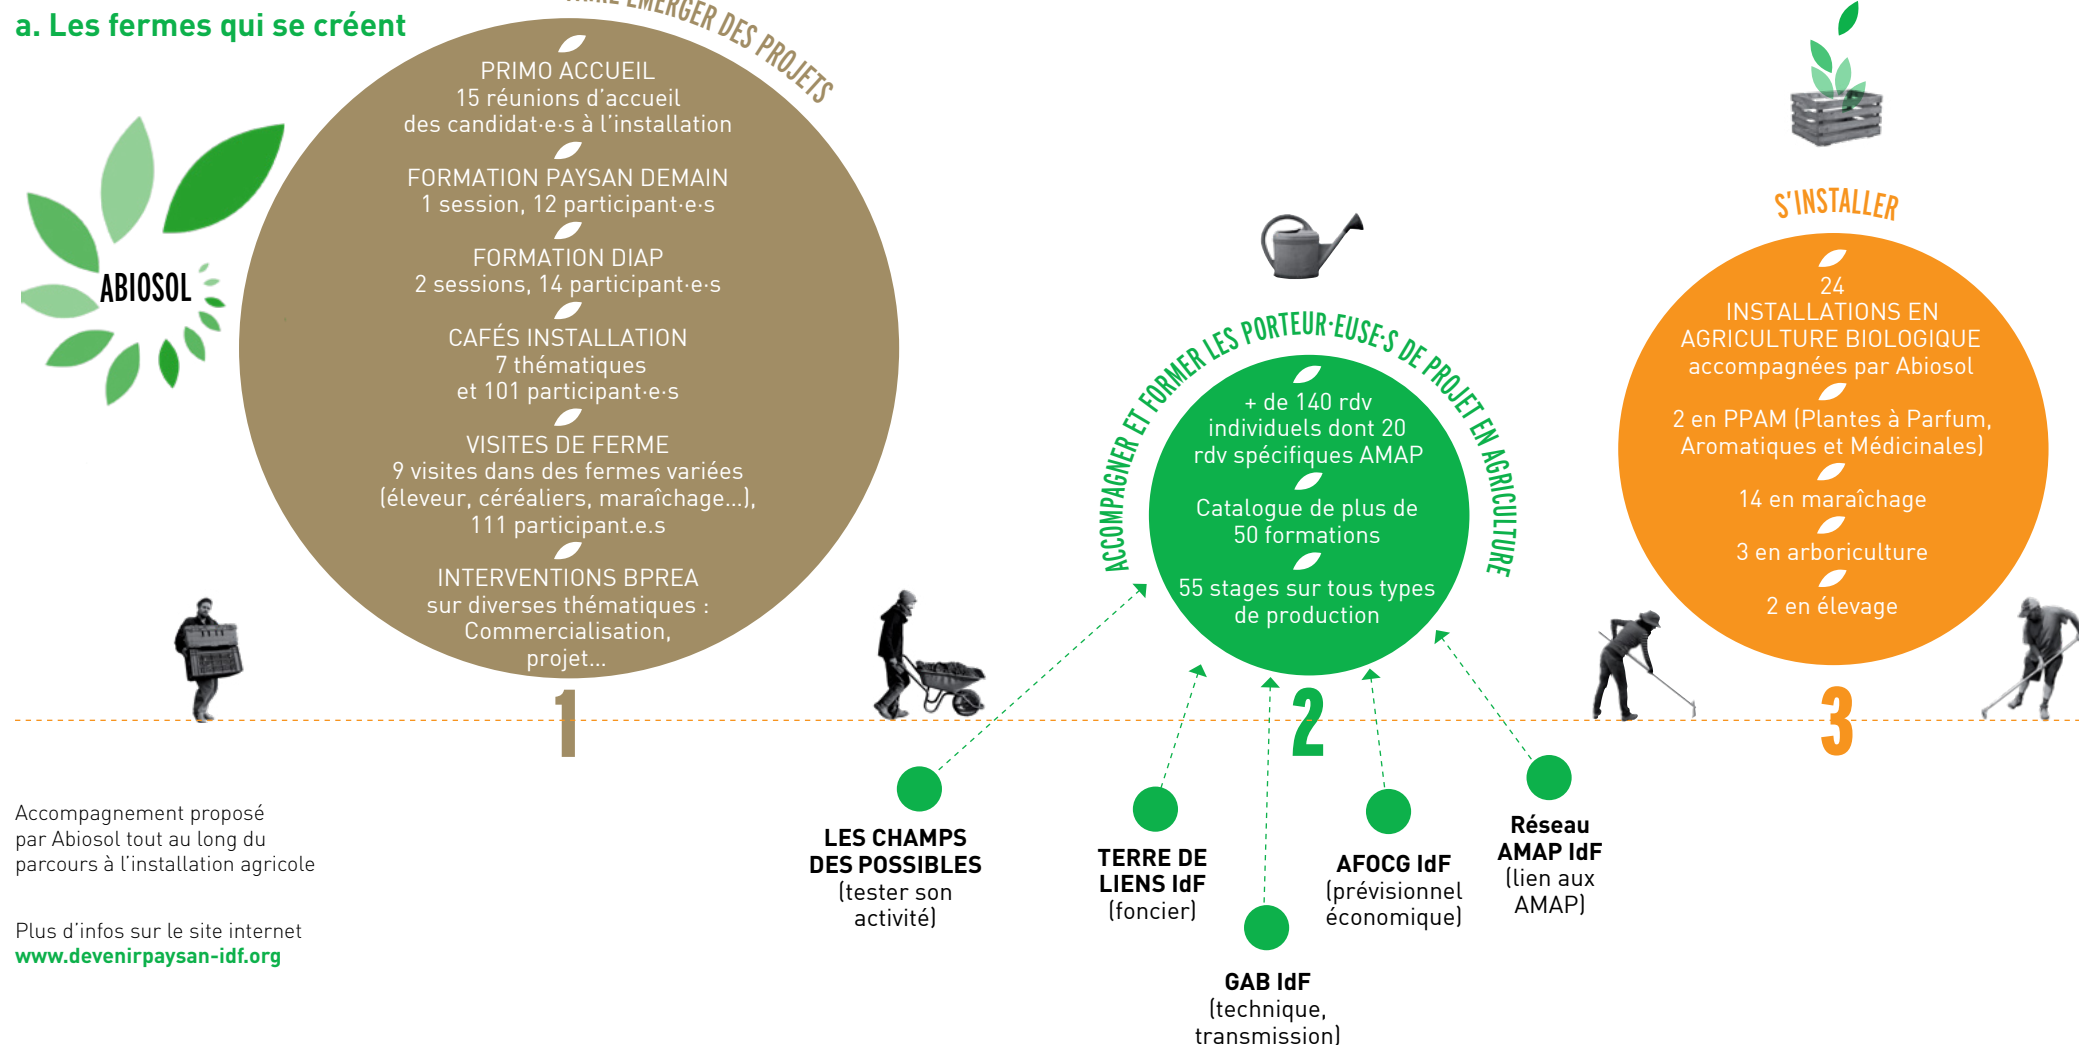 a. Les fermes qui se créent
ÉMERGER DES PROJETS
PRIMO ACCUEIL
15 réunions d'accueil
des candidat·e·s à l'installation
FORMATION PAYSAN DEMAIN
1 session, 12 participant·e·s
FORMATION DIAP
2 sessions, 14 participant·e·s
CAFÉS INSTALLATION
7 thématiques
et 101 participant·e·s
VISITES DE FERME
9 visites dans des fermes variées
(éleveur, céréaliers, maraîchage...),
111 participant.e.s
INTERVENTIONS BPREA
sur diverses thématiques :
Commercialisation,
projet...
1
ABIOSOL
ACCOMPAGNER ET FORMER LES PORTEUR·EUSE·S DE PROJET EN AGRICULTURE
+ de 140 rdv
individuels dont 20
rdv spécifiques AMAP
Catalogue de plus de
50 formations
55 stages sur tous types
de production
2
S'INSTALLER
24
INSTALLATIONS EN
AGRICULTURE BIOLOGIQUE
accompagnées par Abiosol
2 en PPAM (Plantes à Parfum,
Aromatiques et Médicinales)
14 en maraîchage
3 en arboriculture
2 en élevage
3
LES CHAMPS
DES POSSIBLES
(tester son
activité)
TERRE DE
LIENS IdF
(foncier)
GAB IdF
(technique,
transmission)
AFOCG IdF
(prévisionnel
économique)
Réseau
AMAP IdF
(lien aux
AMAP)
Accompagnement proposé
par Abiosol tout au long du
parcours à l'installation agricole
Plus d'infos sur le site internet
www.devenirpaysan-idf.org